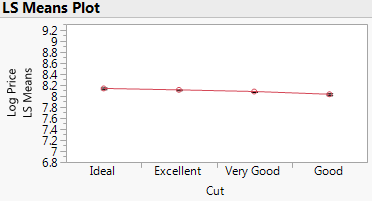 LS Means Plot
Log Price
LS Means
9.2
9
8.8
8.6
8.4
8.2
8
7.8
7.6
7.4
7.2
7
6.8
Ideal
Excellent
Very Good
Good
Cut